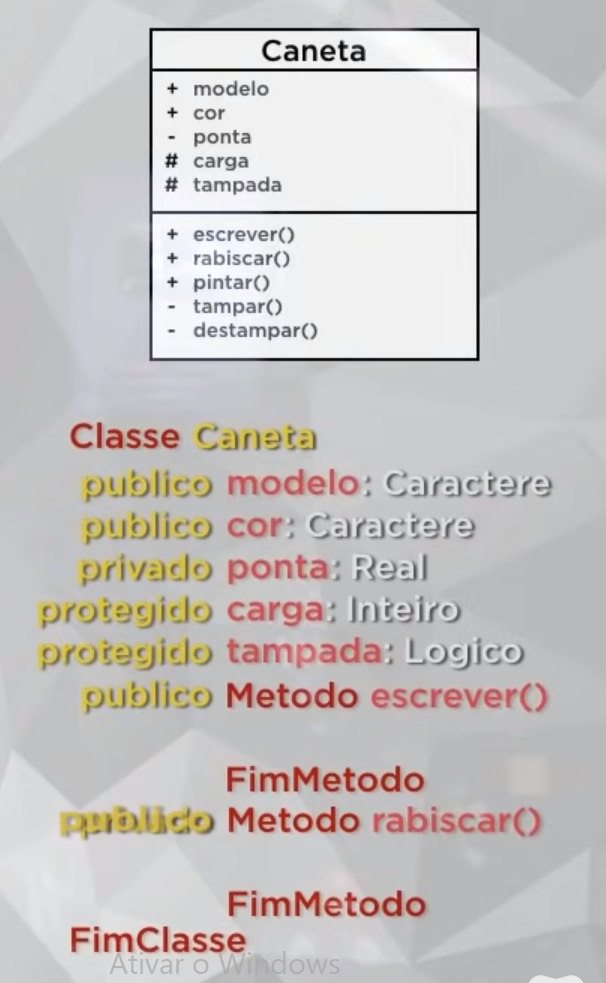 Caneta
+ modelo
+ cor
- ponta
# carga
# tampada
+ escrever()
+ rabiscar()
+ pintar()
- tampar()
- destampar()
Classe Caneta
publico modelo: Caractere
publico cor: Caractere
privado ponta: Real
protegido carga: Inteiro
protegido tampada: Logico
publico Metodo escrever()
FimMetodo
Metodo rabiscar()
FimMetodo
FimClasse
Ativar o Windows